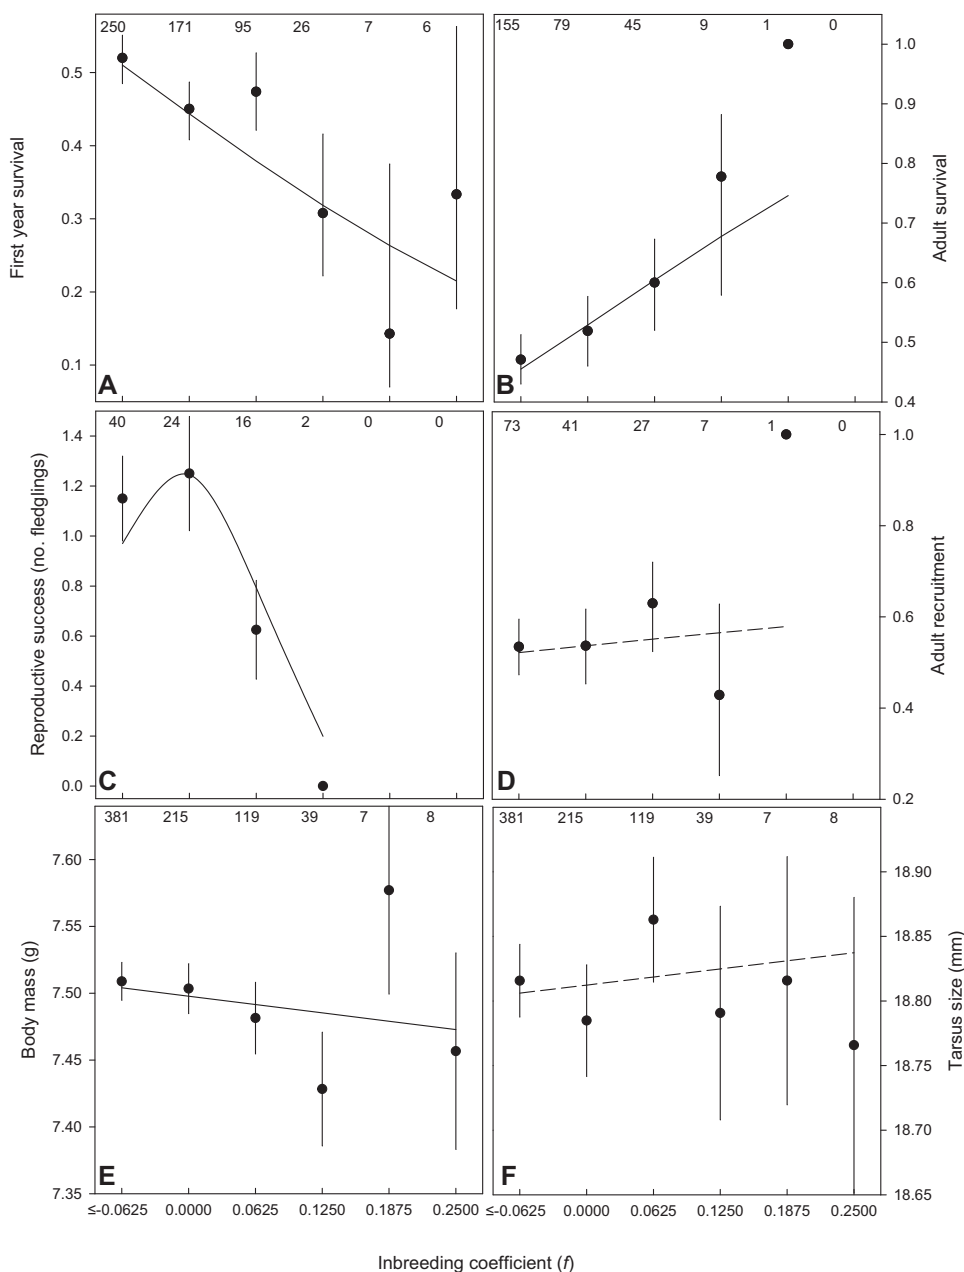 250 171 95 26 7 6
0.5
0.4
0.3
0.2
0.1
First year survival
A
155 79 45 9 1 0
1.0
0.9
0.8
0.7
0.6
0.5
0.4
Adult survival
B
40 24 16 2 0 0
1.4
1.2
1.0
0.8
0.6
0.4
0.2
0.0
Reproductive success (no. fledglings)
C
73 41 27 7 1 0
1.0
0.8
0.6
0.4
0.2
Adult recruitment
D
381 215 119 39 7 8
7.60
7.55
7.50
7.45
7.40
7.35
Body mass (g)
E
≤-0.0625 0.0000 0.0625 0.1250 0.1875 0.2500
381 215 119 39 7 8
18.90
18.85
18.80
18.75
18.70
18.65
Tarsus size (mm)
F
≤-0.0625 0.0000 0.0625 0.1250 0.1875 0.2500
Inbreeding coefficient (f)